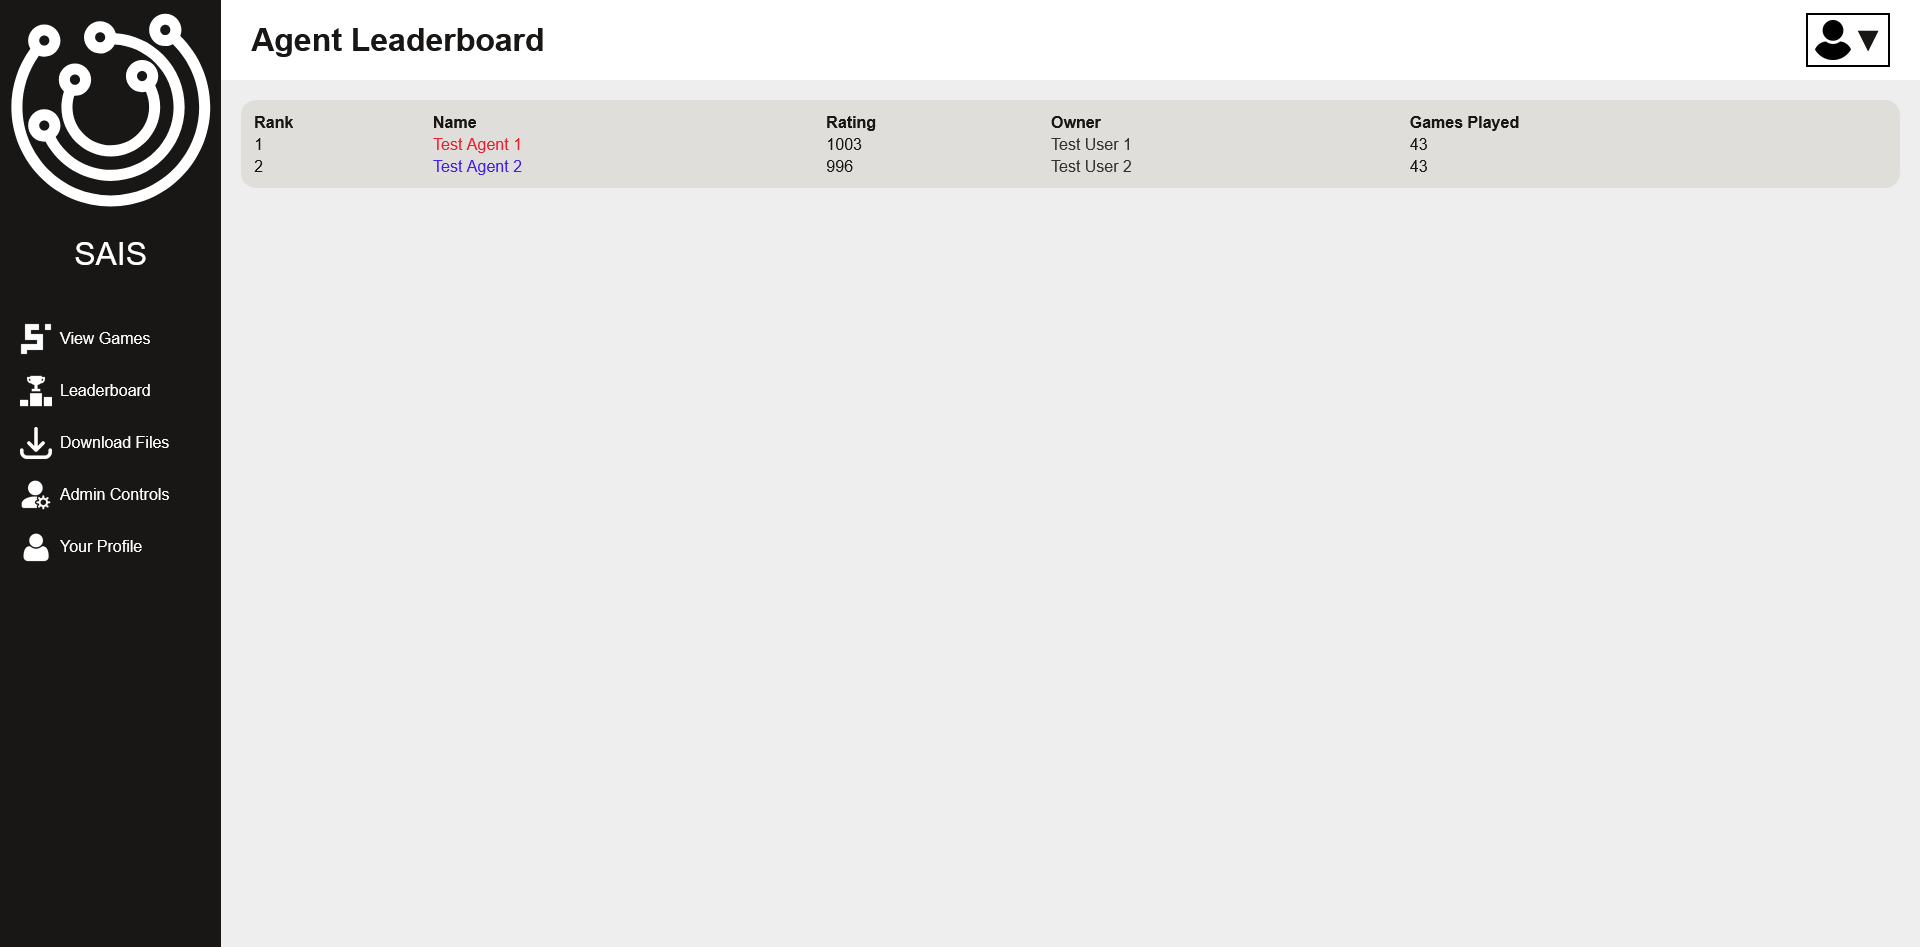 SAIS
View Games
Leaderboard
Download Files
Admin Controls
Your Profile
Agent Leaderboard
Rank Name Rating Owner Games Played
1 Test Agent 1 1003 Test User 1 43
2 Test Agent 2 996 Test User 2 43